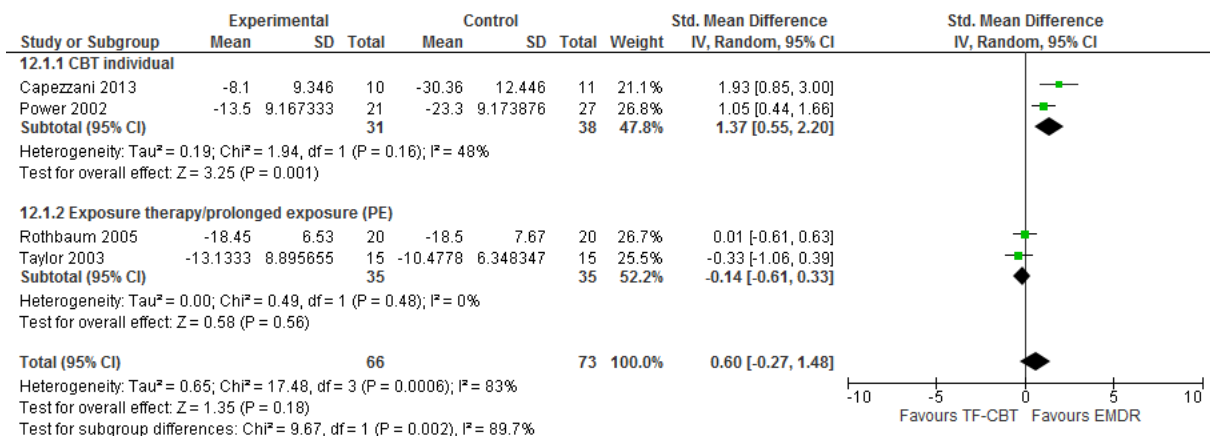 Experimental Control Std. Mean Difference Std. Mean Difference
Study or Subgroup Mean SD Total Mean SD Total Weight IV, Random, 95% CI IV, Random, 95% CI
12.1.1 CBT individual
Capezzani 2013 -8.1 9.346 10 -30.36 12.446 11 21.1% 1.93 [0.85, 3.00]
Power 2002 -13.5 9.167333 21 -23.3 9.173876 27 26.8% 1.05 [0.44, 1.66]
Subtotal (95% CI) 31 38 47.8% 1.37 [0.55, 2.20]
Heterogeneity: Tau² = 0.19; Chi² = 1.94, df = 1 (P = 0.16); I² = 48%
Test for overall effect: Z = 3.25 (P = 0.001)
12.1.2 Exposure therapy/prolonged exposure (PE)
Rothbaum 2005 -18.45 6.53 20 -18.5 7.67 20 26.7% 0.01 [-0.61, 0.63]
Taylor 2003 -13.1333 8.895655 15 -10.4778 6.348347 15 25.5% -0.33 [-1.06, 0.39]
Subtotal (95% CI) 35 35 52.2% -0.14 [-0.61, 0.33]
Heterogeneity: Tau² = 0.00; Chi² = 0.49, df = 1 (P = 0.48); I² = 0%
Test for overall effect: Z = 0.58 (P = 0.56)
Total (95% CI) 66 73 100.0% 0.60 [-0.27, 1.48]
Heterogeneity: Tau² = 0.65; Chi² = 17.48, df = 3 (P = 0.0006); I² = 83%
Test for overall effect: Z = 1.35 (P = 0.18)
Test for subgroup differences: Chi² = 9.67, df = 1 (P = 0.002), I² = 89.7%
-10 -5 0 5 10
Favours TF-CBT Favours EMDR